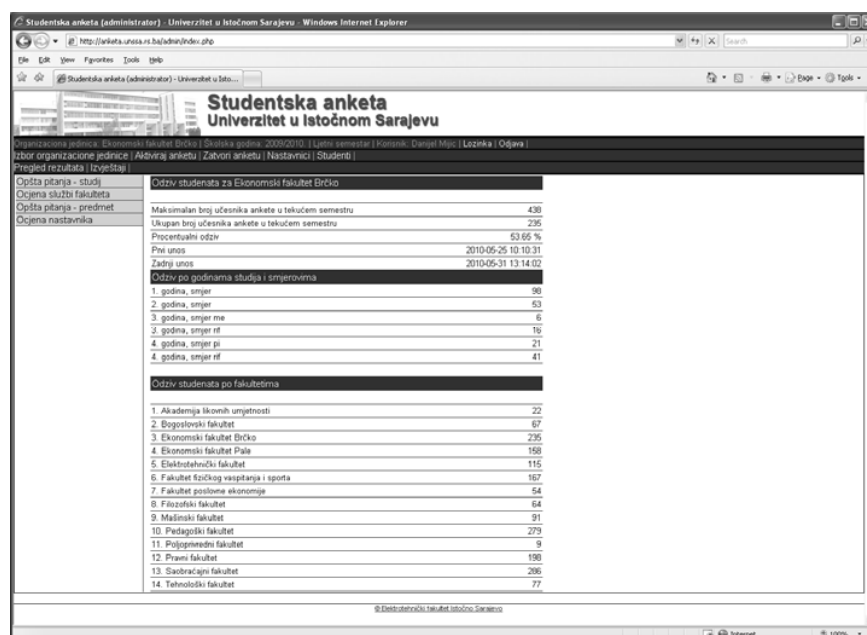 Studentska anketa (administrator) - Univerzitet u Istočnom Sarajevu - Windows Internet Explorer
http://anketa.unssa.rs.ba/admin/index.php
Search
File Edit View Favorites Tools Help
Studentska anketa (administrator) - Univerzitet u Isto...
Page Tools
Studentska anketa
Univerzitet u Istočnom Sarajevu
Organizaciona jedinica: Ekonomski fakultet Brčko | Školska godina: 2009/2010. | Ljetni semestar | Korisnik: Danijel Mijic | Lozinka | Odjava |
Izbor organizacione jedinice | Aktiviraj anketu | Zatvori anketu | Nastavnici | Studenti |
Pregled rezultata | Izvještaji |
Opšta pitanja - studij
Ocjena službi fakulteta
Opšta pitanja - predmet
Ocjena nastavnika
Odziv studenata za Ekonomski fakultet Brčko
Maksimalan broj učesnika ankete u tekućem semestru 438
Ukupan broj učesnika ankete u tekućem semestru 235
Procentualni odziv 53.65 %
Prvi unos 2010-05-25 10:10:31
Zadnji unos 2010-05-31 13:14:02
Odziv po godinama studija i smjerovima
1. godina, smjer 98
2. godina, smjer 53
3. godina, smjer me 6
3. godina, smjer rif 16
4. godina, smjer pi 21
4. godina, smjer rif 41
Odziv studenata po fakultetima
1. Akademija likovnih umjetnosti 22
2. Bogoslovski fakultet 67
3. Ekonomski fakultet Brčko 235
4. Ekonomski fakultet Pale 158
5. Elektrotehnički fakultet 115
6. Fakultet fizičkog vaspitanja i sporta 167
7. Fakultet poslovne ekonomije 54
8. Filozofski fakultet 64
9. Mašinski fakultet 91
10. Pedagoški fakultet 279
11. Poljoprivredni fakultet 9
12. Pravni fakultet 198
13. Saobraćajni fakultet 286
14. Tehnološki fakultet 77
© Elektrotehnički fakultet Istočno Sarajevo
Internet 100%